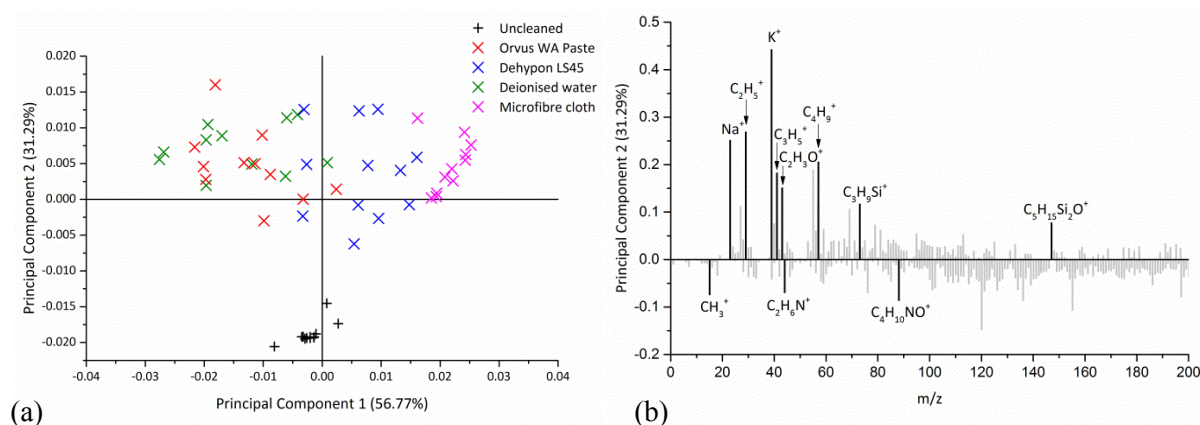 Uncleaned
Orvus WA Paste
Dehypon LS45
Deionised water
Microfibre cloth
0.020
0.015
0.010
0.005
0.000
-0.005
-0.010
-0.015
-0.020
Principal Component 2 (31.29%)
-0.04 -0.03 -0.02 -0.01 0.00 0.01 0.02 0.03 0.04
Principal Component 1 (56.77%)
(a)
0.5
0.4
0.3
0.2
0.1
0.0
-0.1
-0.2
Principal Component 2 (31.29%)
K⁺
C₂H₅⁺
Na⁺
C₄H₉⁺
C₃H₅⁺
C₂H₃O⁺
C₃H₉Si⁺
C₅H₁₅Si₂O⁺
CH₃⁺
C₂H₆N⁺
C₄H₁₀NO⁺
0 20 40 60 80 100 120 140 160 180 200
m/z
(b)